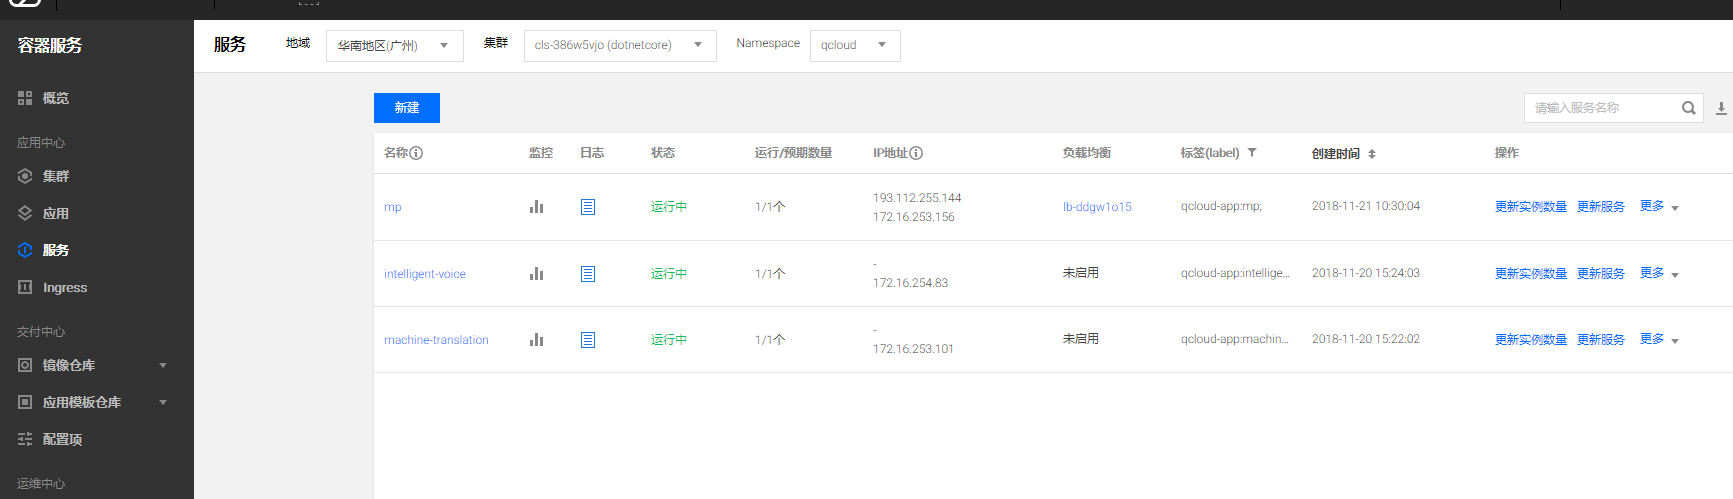 容器服务
服务
地域
华南地区(广州)
集群
cls-386w5vjo (dotnetcore)
Namespace
qcloud
概览
应用中心
集群
应用
服务
Ingress
交付中心
镜像仓库
应用模板仓库
配置项
运维中心
新建
请输入服务名称
名称 监控 日志 状态 运行/预期数量 IP地址 负载均衡 标签(label) 创建时间 操作
mp 运行中 1/1个 193.112.255.144 172.16.253.156 lb-ddgw1o15 qcloud-app:mp; 2018-11-21 10:30:04 更新实例数量 更新服务 更多
intelligent-voice 运行中 1/1个 - 172.16.254.83 未启用 qcloud-app:intellige... 2018-11-20 15:24:03 更新实例数量 更新服务 更多
machine-translation 运行中 1/1个 - 172.16.253.101 未启用 qcloud-app:machin... 2018-11-20 15:22:02 更新实例数量 更新服务 更多